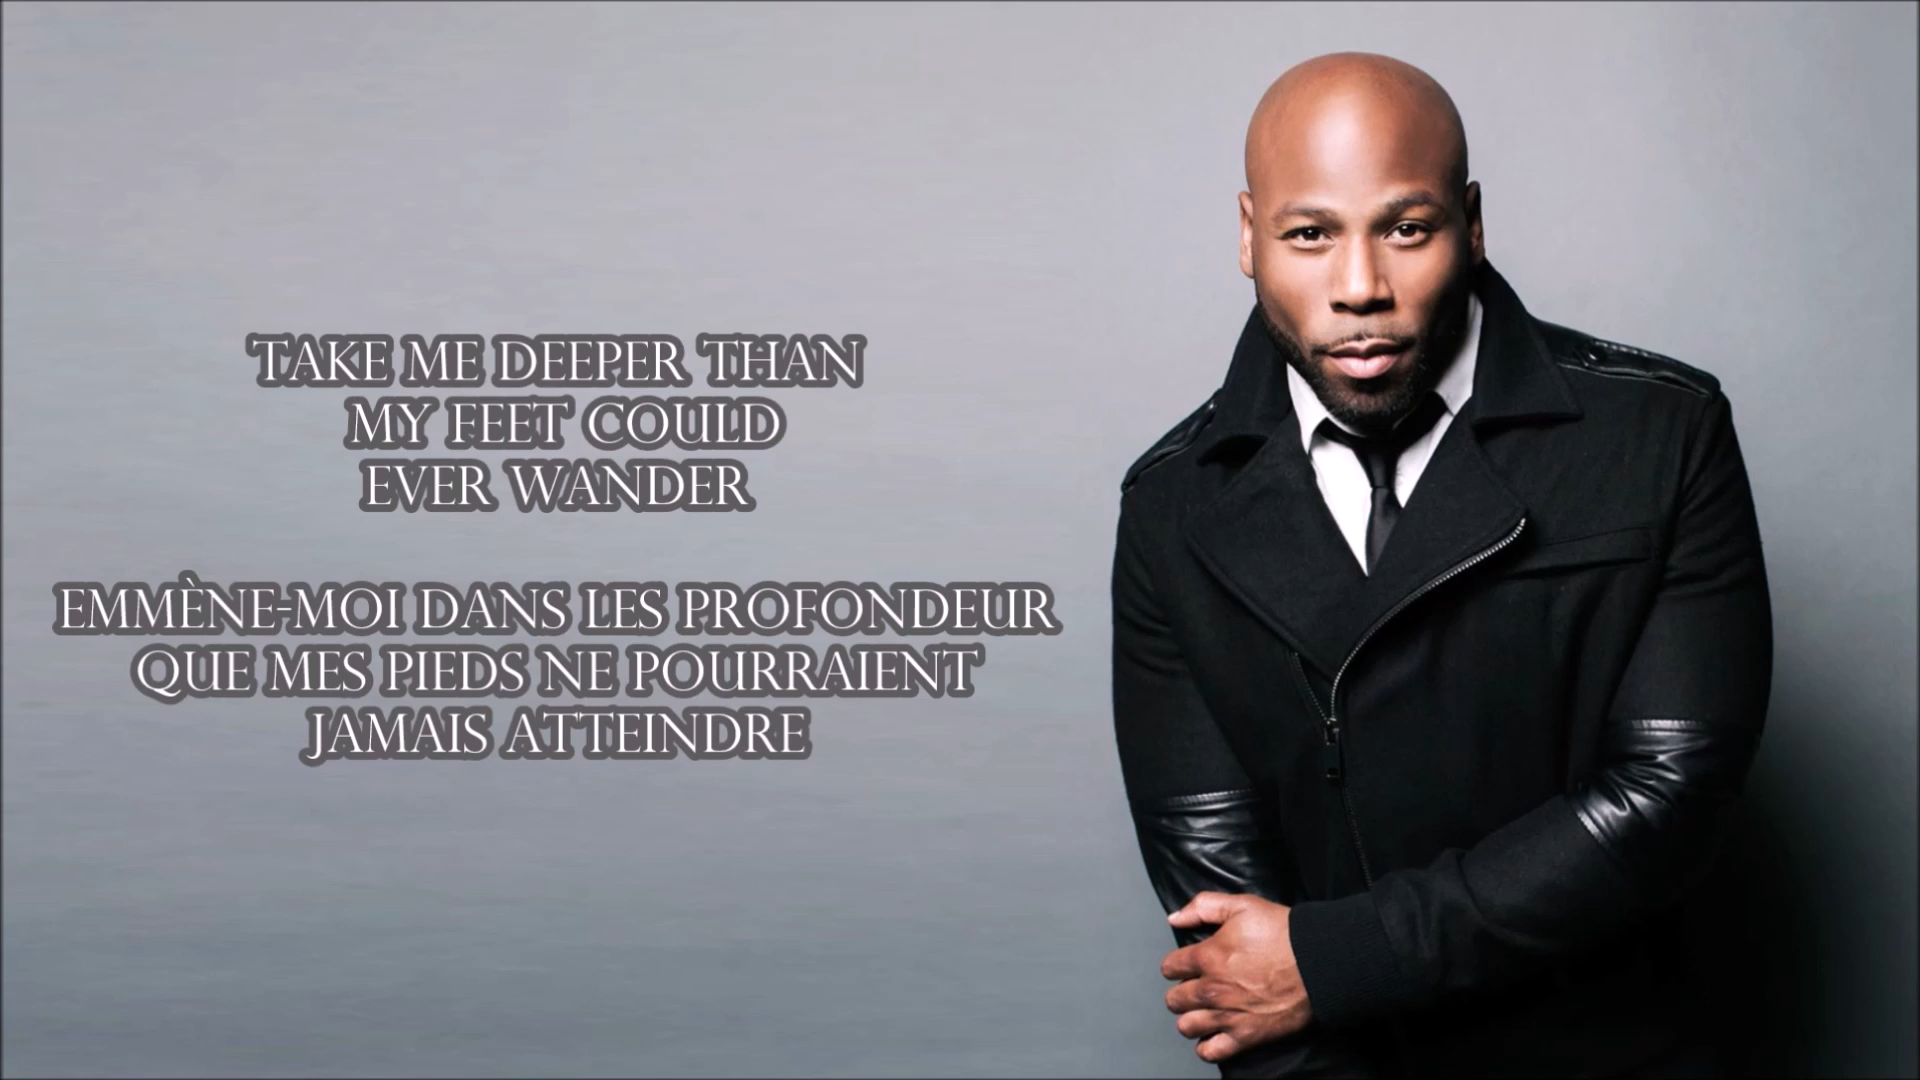 TAKE ME DEEPER THAN
MY FEET COULD
EVER WANDER
EMMÈNE-MOI DANS LES PROFONDEUR
QUE MES PIEDS NE POURRAIENT
JAMAIS ATTEINDRE